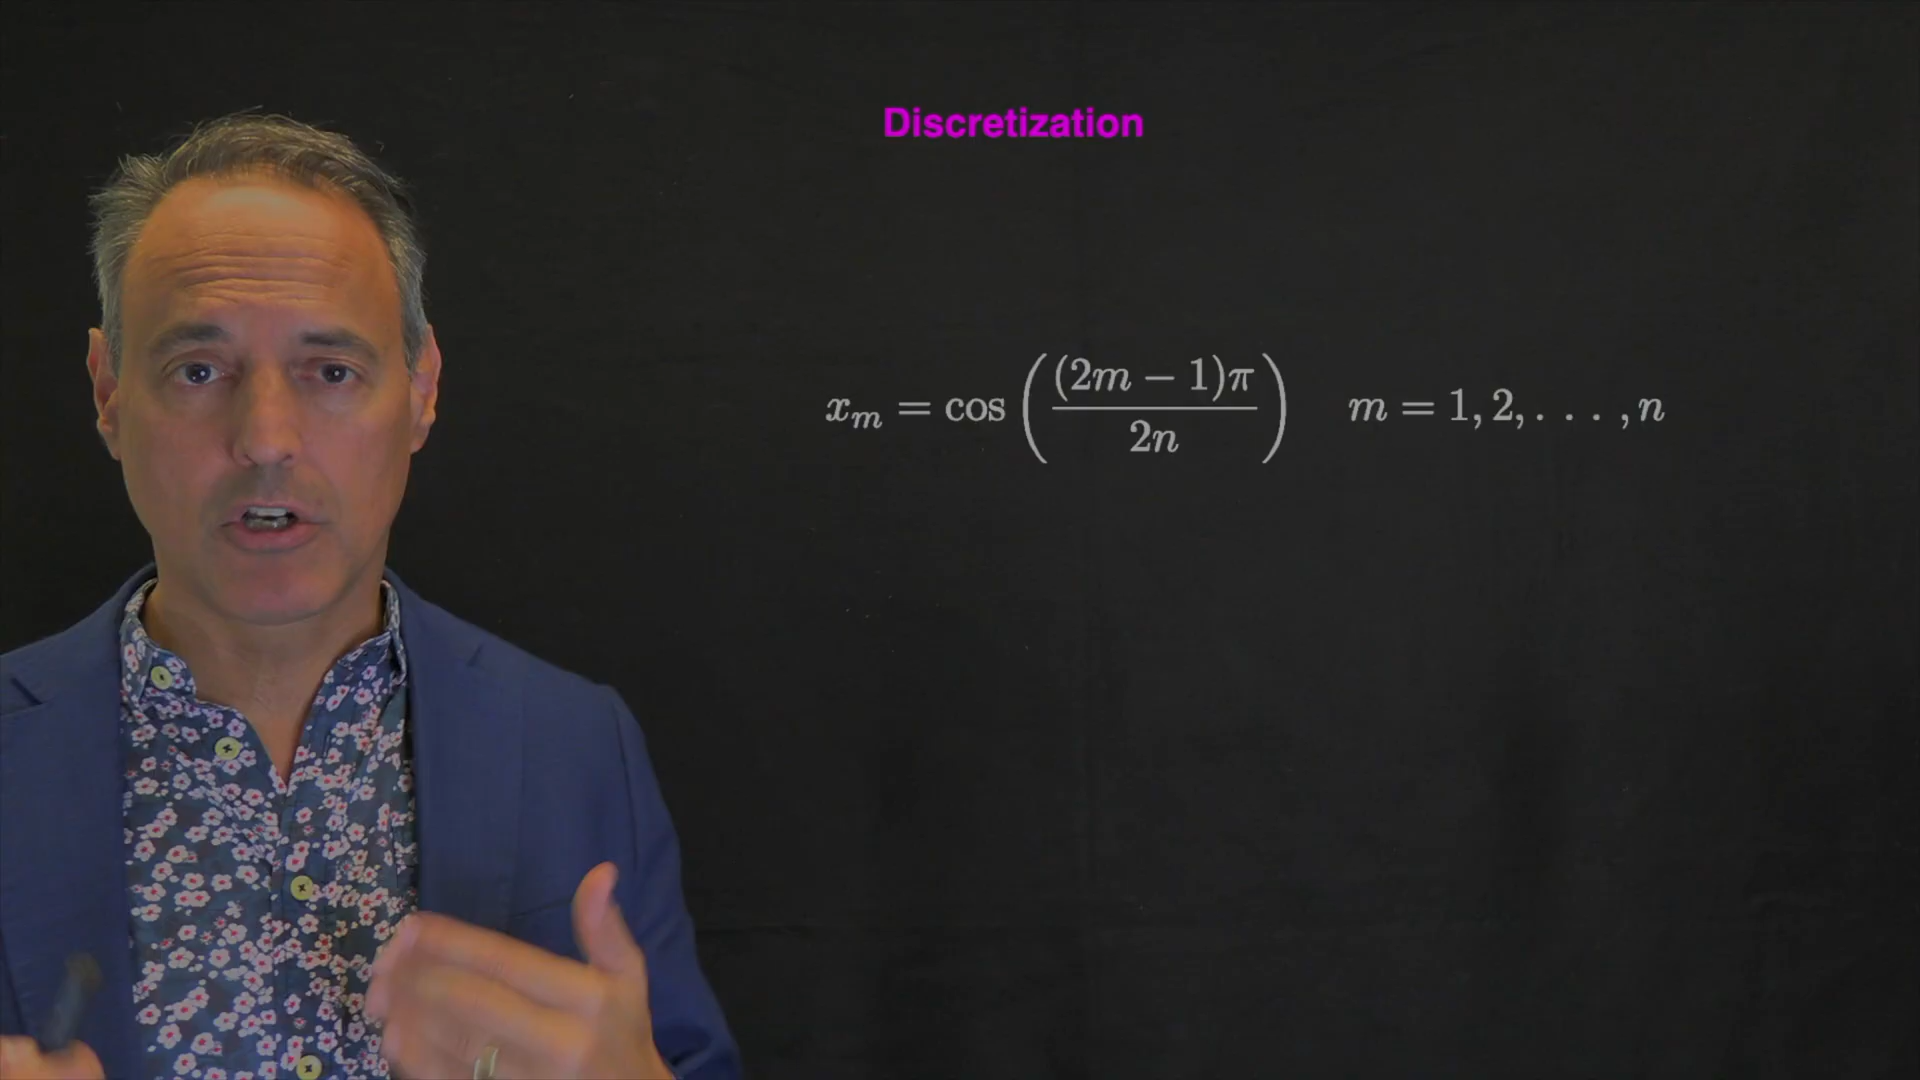 Discretization
x_m = cos ( (2m − 1)π / 2n )   m = 1, 2, . . . . , n